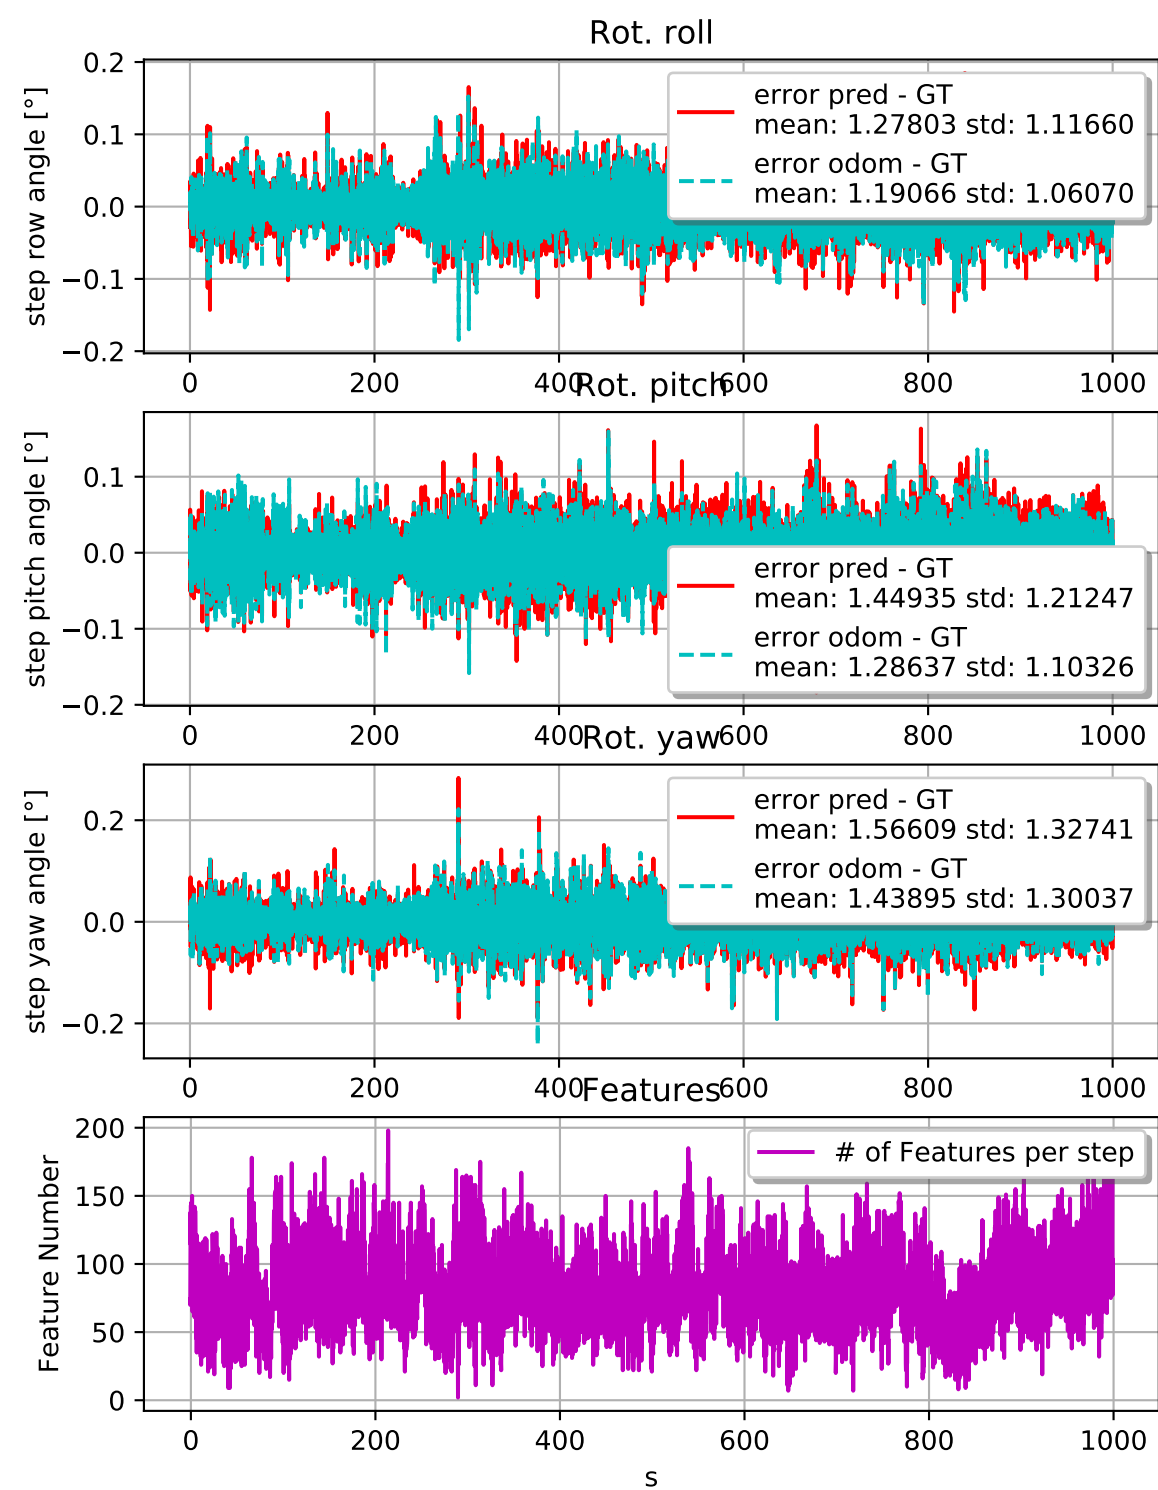 Rot. roll
step row angle [°]
0.2
0.1
0.0
−0.1
−0.2
error pred - GT
mean: 1.27803 std: 1.11660
error odom - GT
mean: 1.19066 std: 1.06070
0 200 400 600 800 1000
Rot. pitch
step pitch angle [°]
0.1
0.0
−0.1
−0.2
error pred - GT
mean: 1.44935 std: 1.21247
error odom - GT
mean: 1.28637 std: 1.10326
0 200 400 600 800 1000
Rot. yaw
step yaw angle [°]
0.2
0.0
−0.2
error pred - GT
mean: 1.56609 std: 1.32741
error odom - GT
mean: 1.43895 std: 1.30037
0 200 400 600 800 1000
Features
Feature Number
200
150
100
50
0
# of Features per step
0 200 400 600 800 1000
s